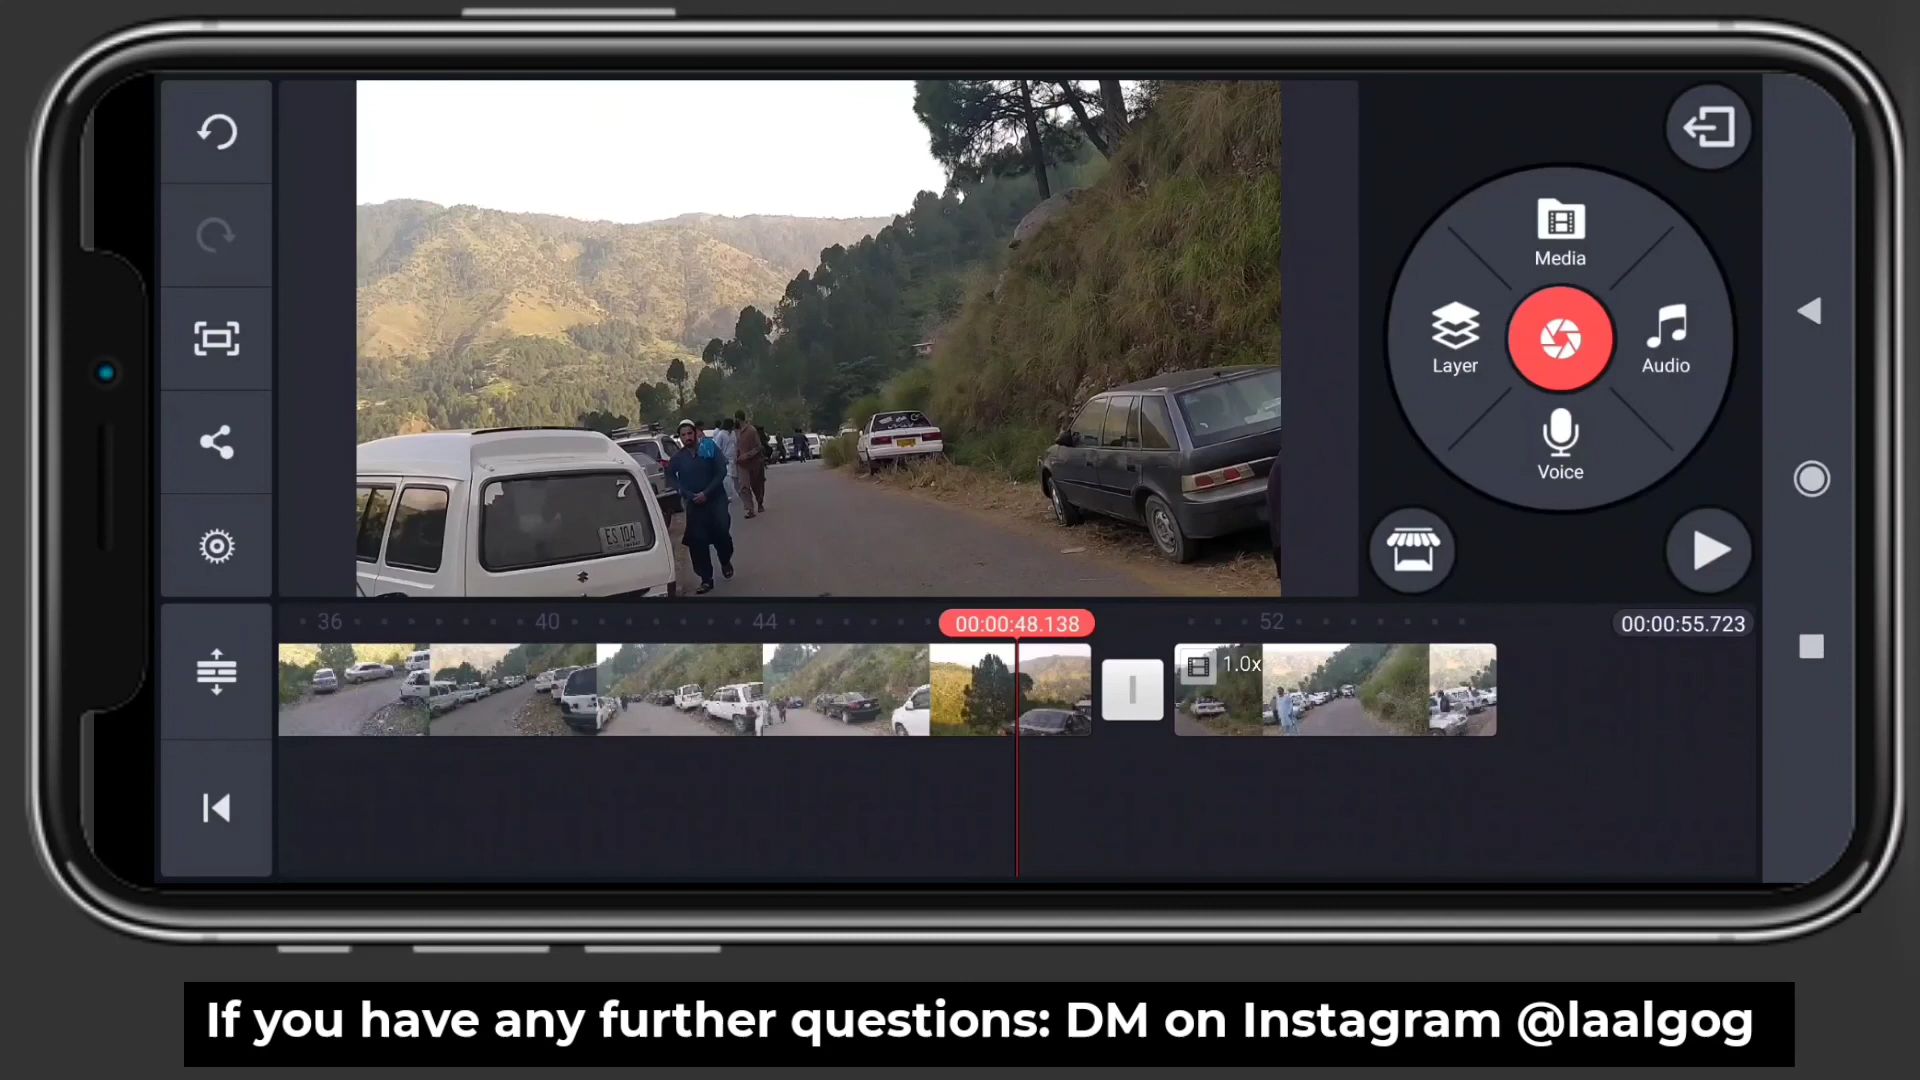 Media
Layer
Audio
Voice
7
ES 104
36
40
44
00:00:48.138
52
00:00:55.723
1.0x
If you have any further questions: DM on Instagram @laalgog